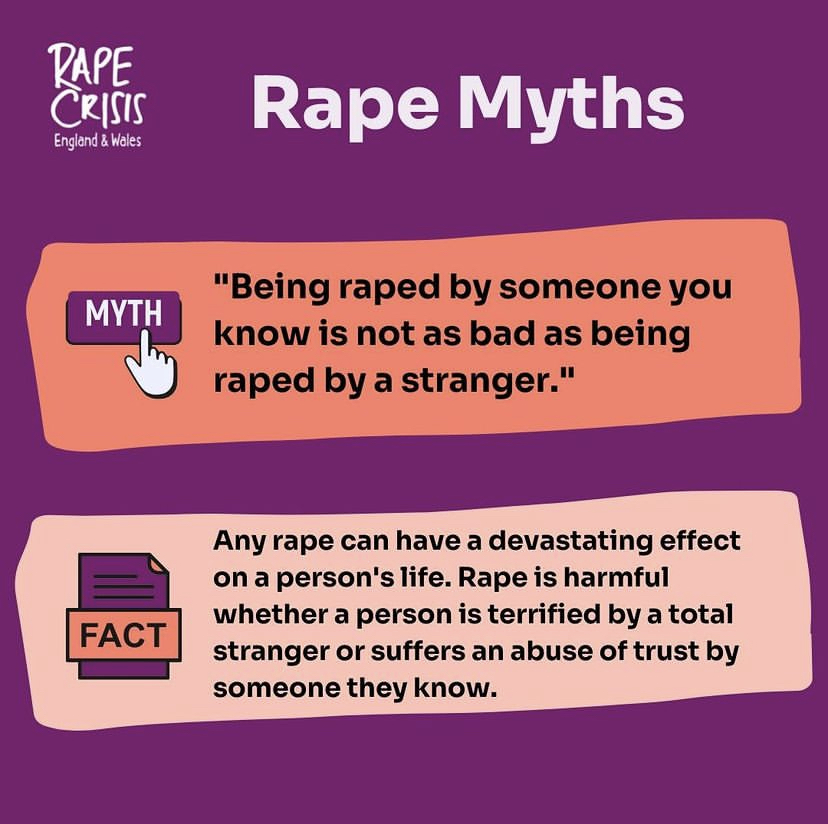 RAPE
CRISIS
England & Wales
Rape Myths
MYTH
"Being raped by someone you
know is not as bad as being
raped by a stranger."
FACT
Any rape can have a devastating effect
on a person's life. Rape is harmful
whether a person is terrified by a total
stranger or suffers an abuse of trust by
someone they know.